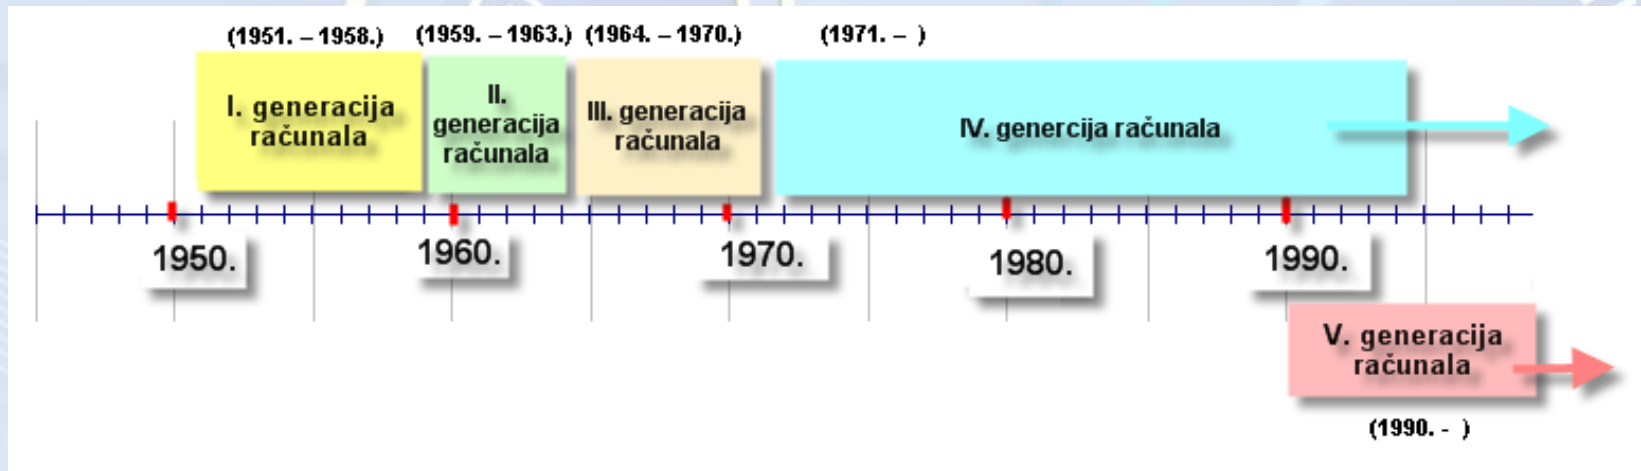 (1951. – 1958.)
(1959. – 1963.)
(1964. – 1970.)
(1971. – )
I. generacija
računala
II.
generacija
računala
III. generacija
računala
IV. genercija računala
1950.
1960.
1970.
1980.
1990.
V. generacija
računala
(1990. - )